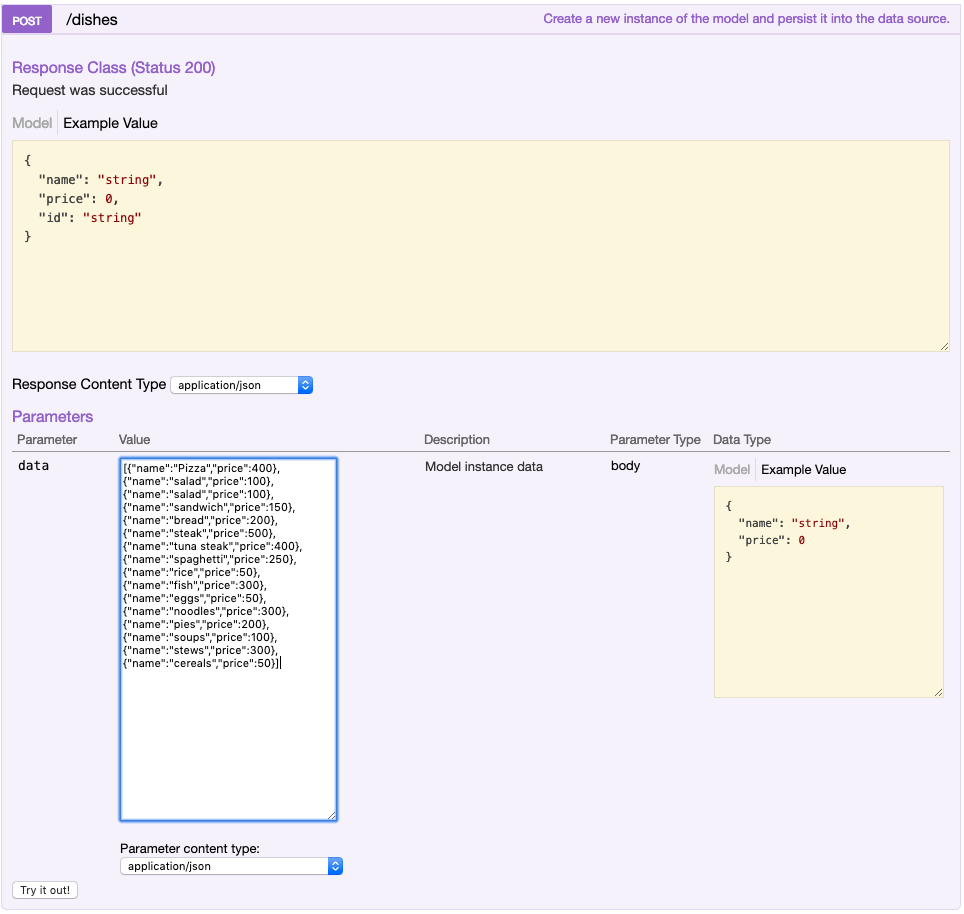 POST /dishes Create a new instance of the model and persist it into the data source.
Response Class (Status 200)
Request was successful
Model Example Value
{
  "name": "string",
  "price": 0,
  "id": "string"
}
Response Content Type application/json
Parameters
Parameter Value Description Parameter Type Data Type
data
[{"name":"Pizza","price":400},
{"name":"salad","price":100},
{"name":"salad","price":100},
{"name":"sandwich","price":150},
{"name":"bread","price":200},
{"name":"steak","price":500},
{"name":"tuna steak","price":400},
{"name":"spaghetti","price":250},
{"name":"rice","price":50},
{"name":"fish","price":300},
{"name":"eggs","price":50},
{"name":"noodles","price":300},
{"name":"pies","price":200},
{"name":"soups","price":100},
{"name":"stews","price":300},
{"name":"cereals","price":50}]
Model instance data
body
Model Example Value
{
  "name": "string",
  "price": 0
}
Parameter content type:
application/json
Try it out!